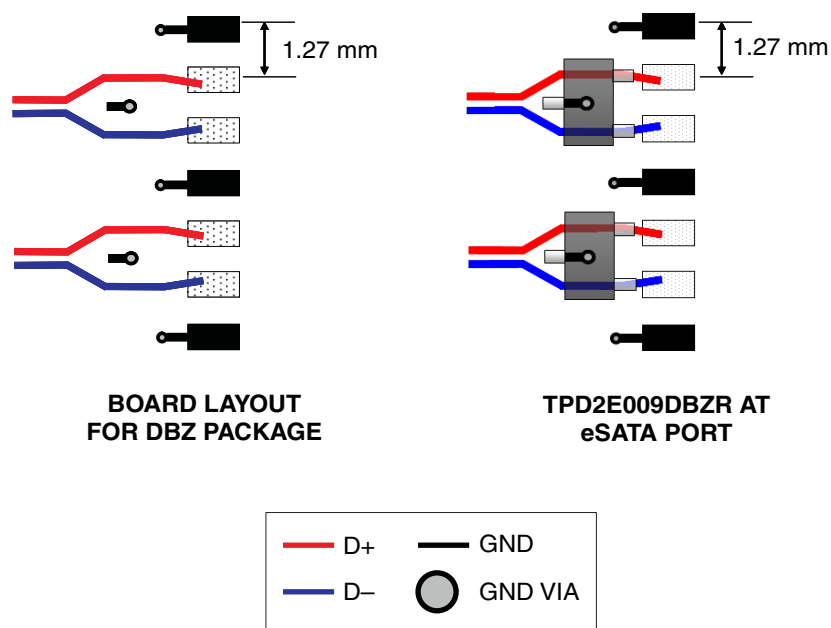 1.27 mm
1.27 mm
BOARD LAYOUT
FOR DBZ PACKAGE
TPD2E009DBZR AT
eSATA PORT
D+
GND
D–
GND VIA